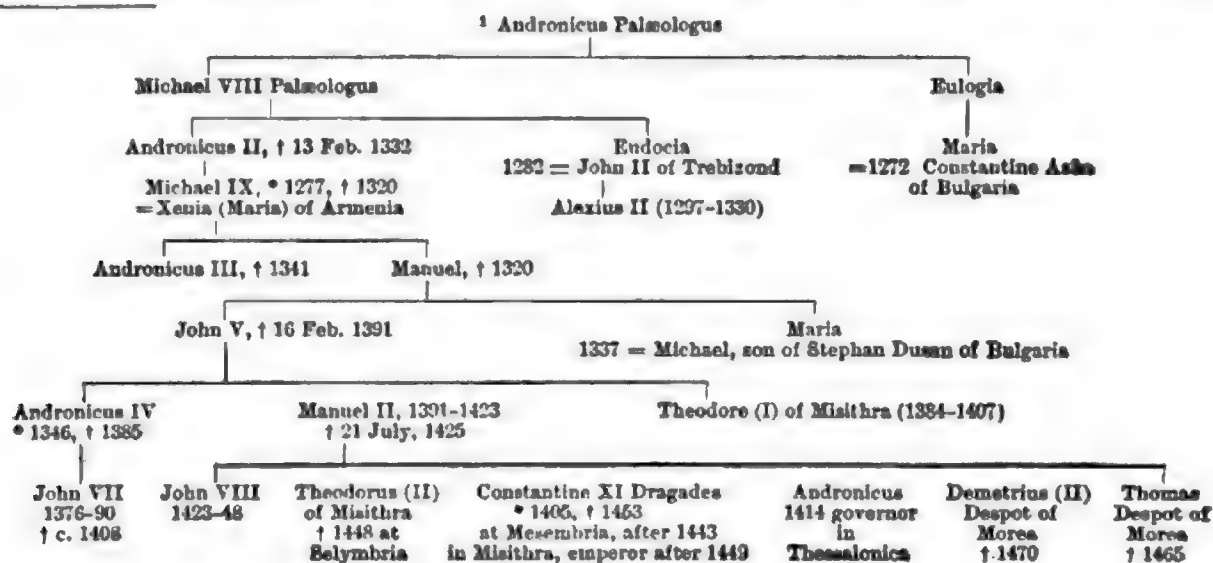 ¹ Andronicus Palæologus
Michael VIII Palæologus
Eulogia
Andronicus II, † 13 Feb. 1332
Eudocia
1282 = John II of Trebizond
Maria
=1272 Constantine Asên
of Bulgaria
Michael IX, * 1277, † 1320
=Xenia (Maria) of Armenia
Alexius II (1297-1330)
Andronicus III, † 1341
Manuel, † 1320
John V, † 16 Feb. 1391
Maria
1337 = Michael, son of Stephan Dusan of Bulgaria
Andronicus IV
* 1346, † 1385
Manuel II, 1391-1423
† 21 July, 1425
Theodore (I) of Misithra (1384-1407)
John VII
1376-90
† c. 1408
John VIII
1423-48
Theodorus (II)
of Misithra
† 1448 at
Selymbria
Constantine XI Dragades
* 1405, † 1453
at Mesembria, after 1443
in Misithra, emperor after 1449
Andronicus
1414 governor
in
Thessalonica
Demetrius (II)
Despot of
Morea
† 1470
Thomas
Despot of
Morea
† 1465